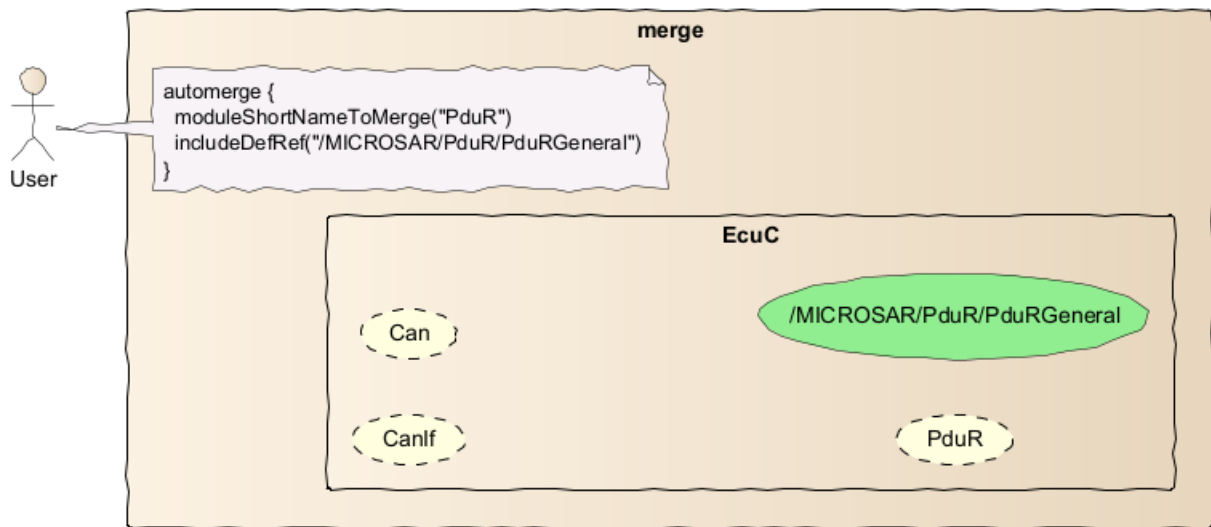 merge
automerge {
moduleShortNameToMerge("PduR")
includeDefRef("/MICROSAR/PduR/PduRGeneral")
}
User
EcuC
/MICROSAR/PduR/PduRGeneral
Can
CanIf
PduR